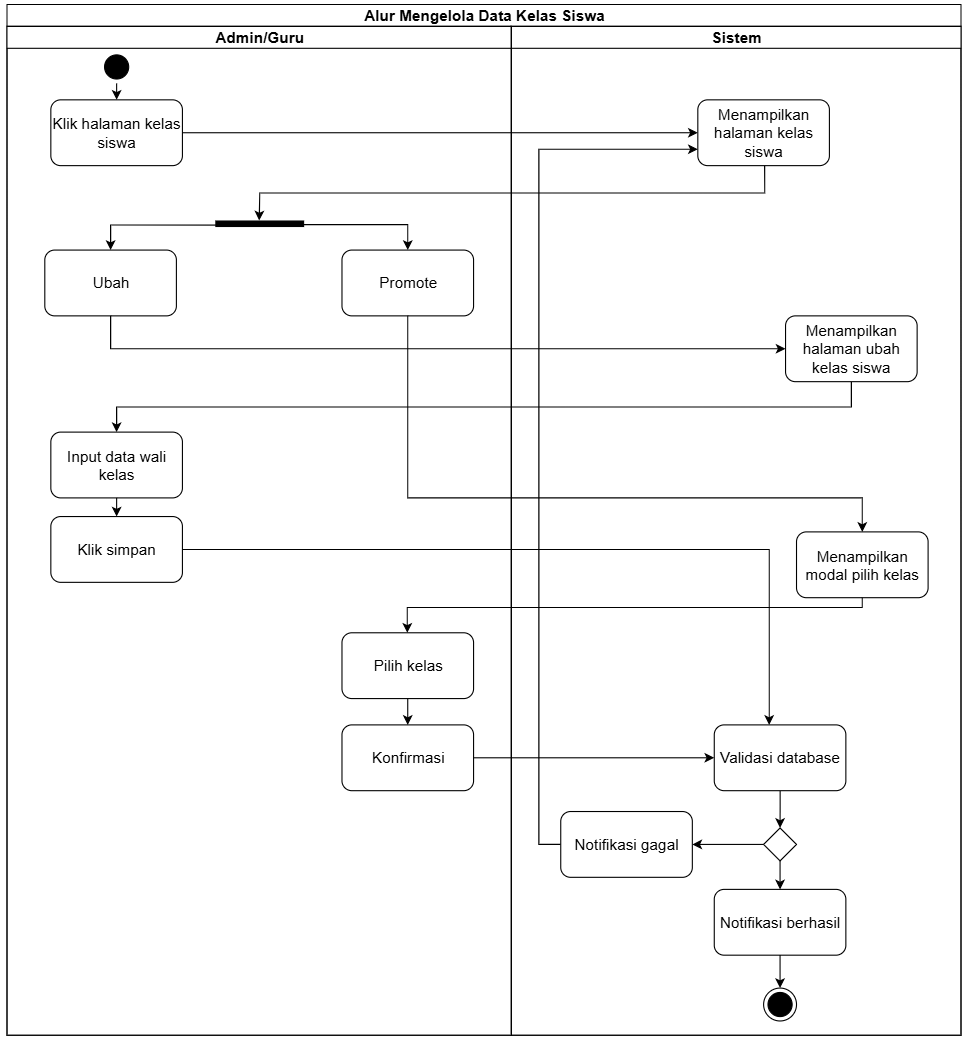 Alur Mengelola Data Kelas Siswa
Admin/Guru
Sistem
Klik halaman kelas
siswa
Menampilkan
halaman kelas
siswa
Ubah
Promote
Menampilkan
halaman ubah
kelas siswa
Input data wali
kelas
Klik simpan
Menampilkan
modal pilih kelas
Pilih kelas
Konfirmasi
Validasi database
Notifikasi gagal
Notifikasi berhasil